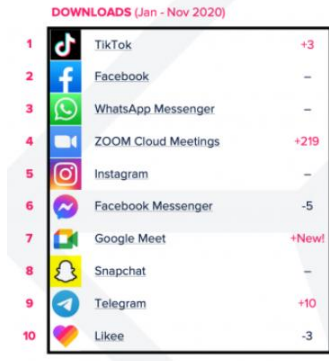 DOWNLOADS (Jan - Nov 2020)
1 TikTok +3
2 Facebook –
3 WhatsApp Messenger –
4 ZOOM Cloud Meetings +219
5 Instagram –
6 Facebook Messenger -5
7 Google Meet +New!
8 Snapchat –
9 Telegram +10
10 Likee -3